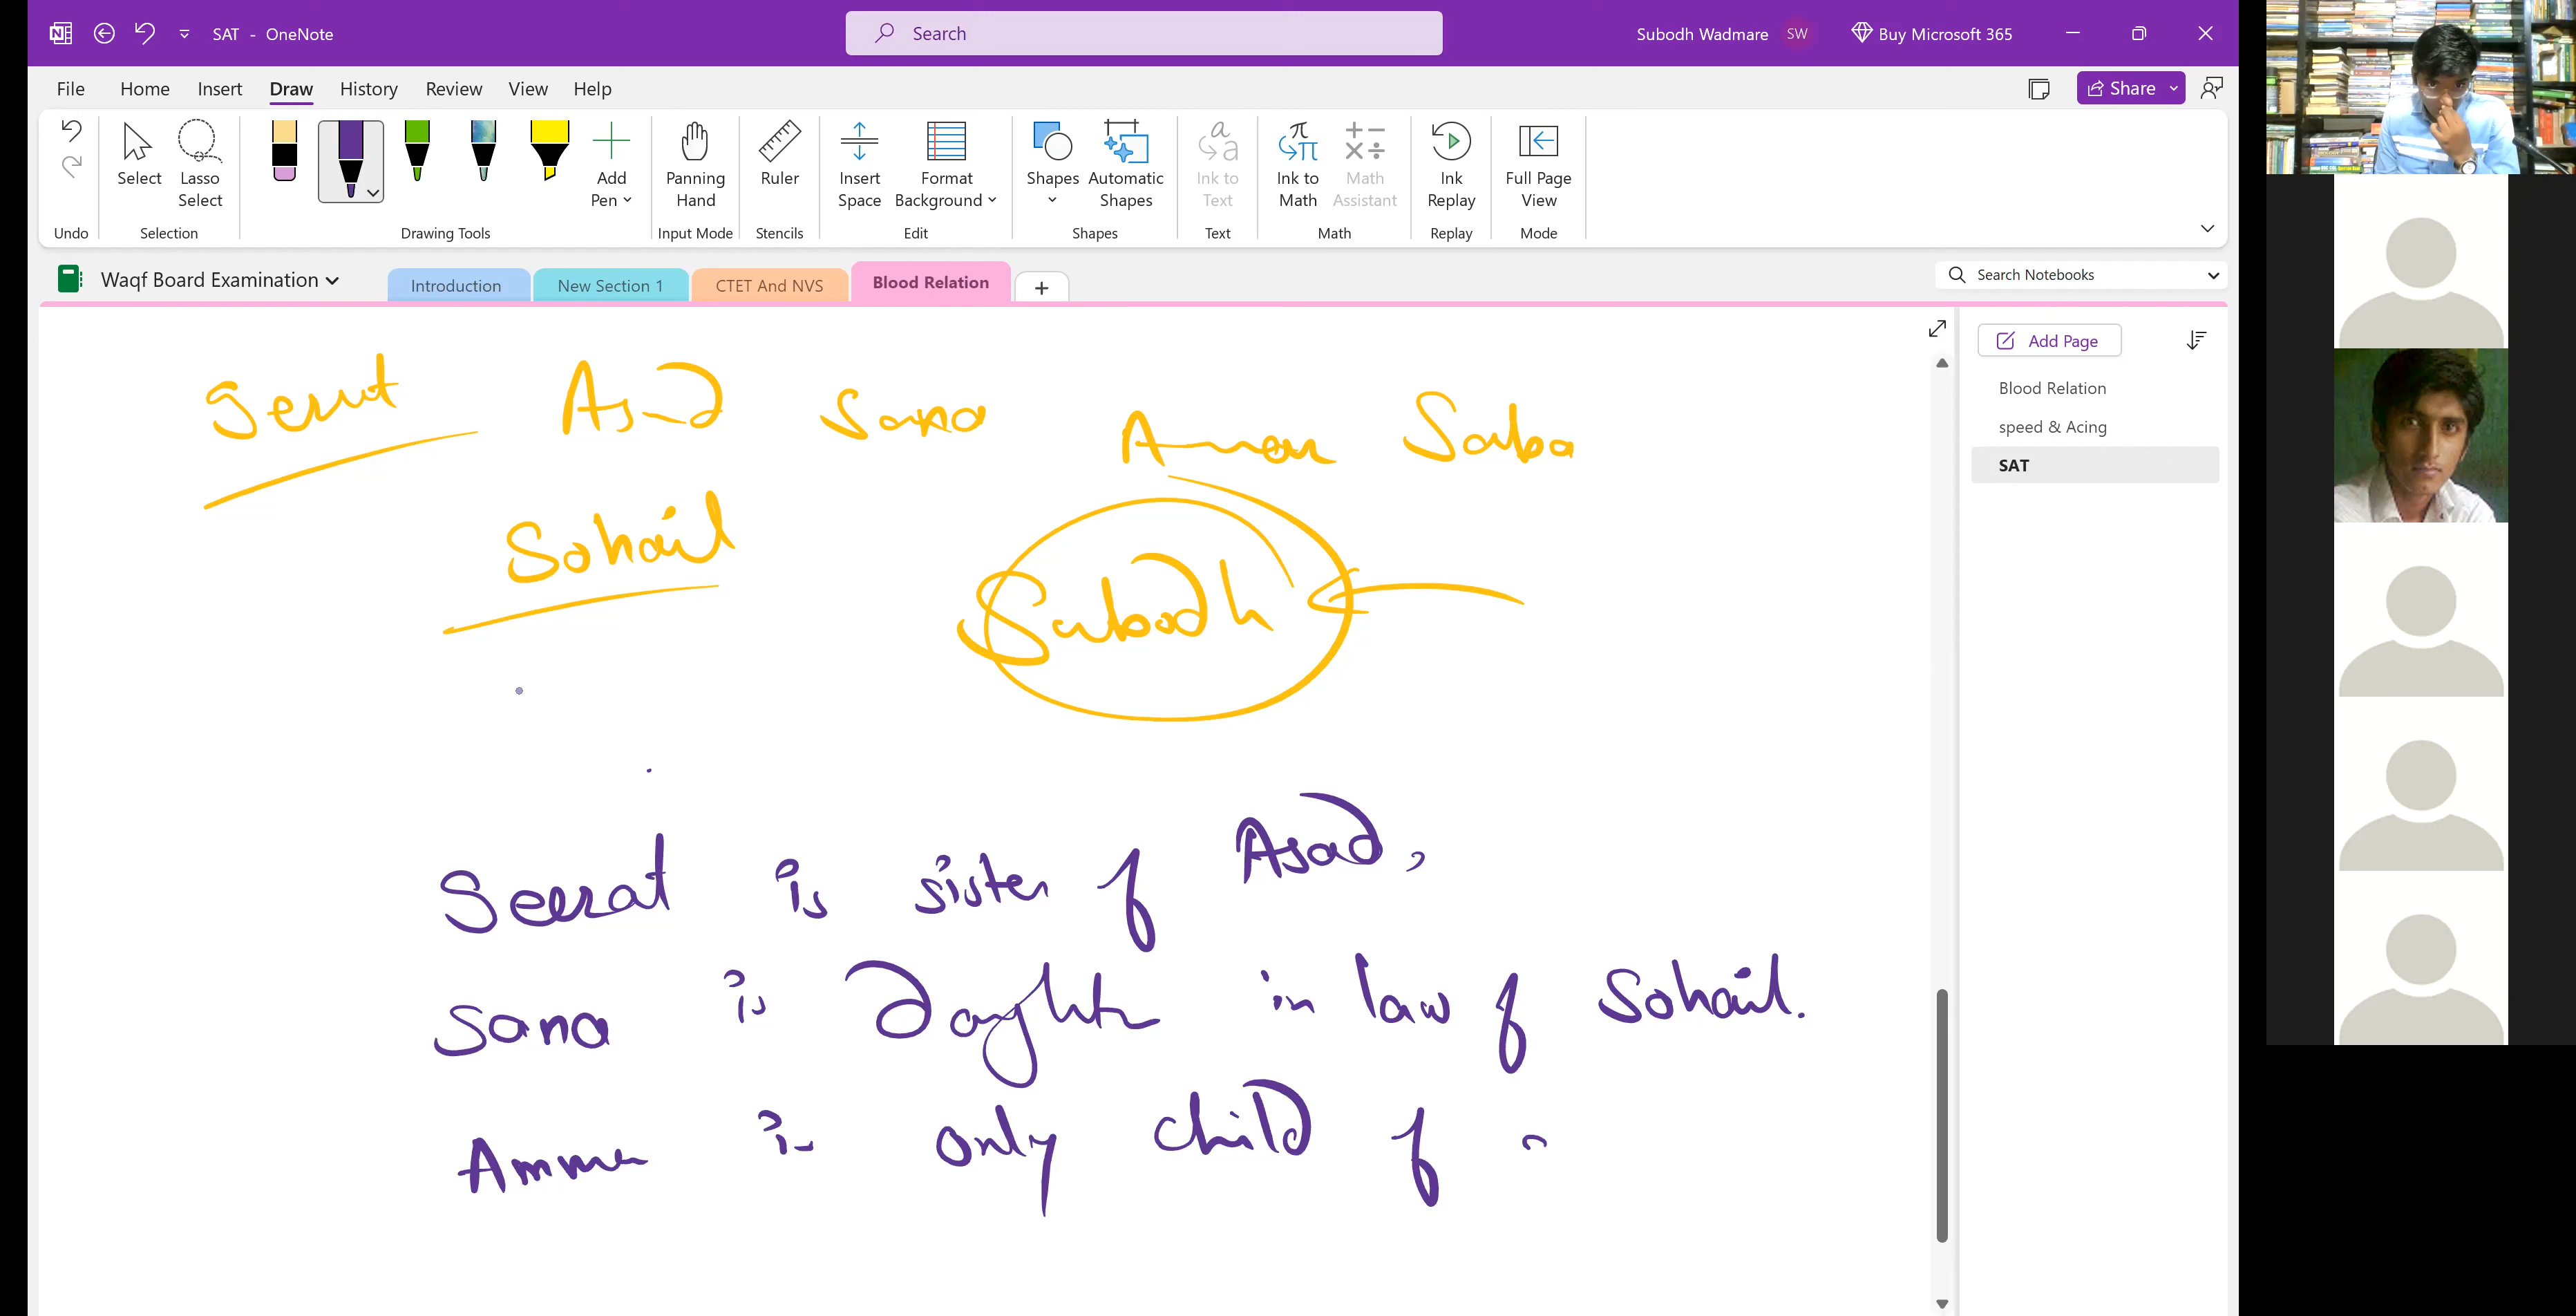 SAT - OneNote
Search
Subodh Wadmare SW
Buy Microsoft 365
File Home Insert Draw History Review View Help
Share
Select
Lasso Select
Add Pen
Panning Hand
Ruler
Insert Space
Format Background
Shapes
Automatic Shapes
Ink to Text
Ink to Math
Math Assistant
Ink Replay
Full Page View
Undo Selection Drawing Tools Input Mode Stencils Edit Shapes Text Math Replay Mode
Waqf Board Examination
Introduction New Section 1 CTET And NVS Blood Relation +
Search Notebooks
Add Page
Blood Relation
speed & Acing
SAT
Sana Saba
Sohail
Subodh
Seerat is sister of Asad,
Sana is Daughter in law of Sohail.
is only child of